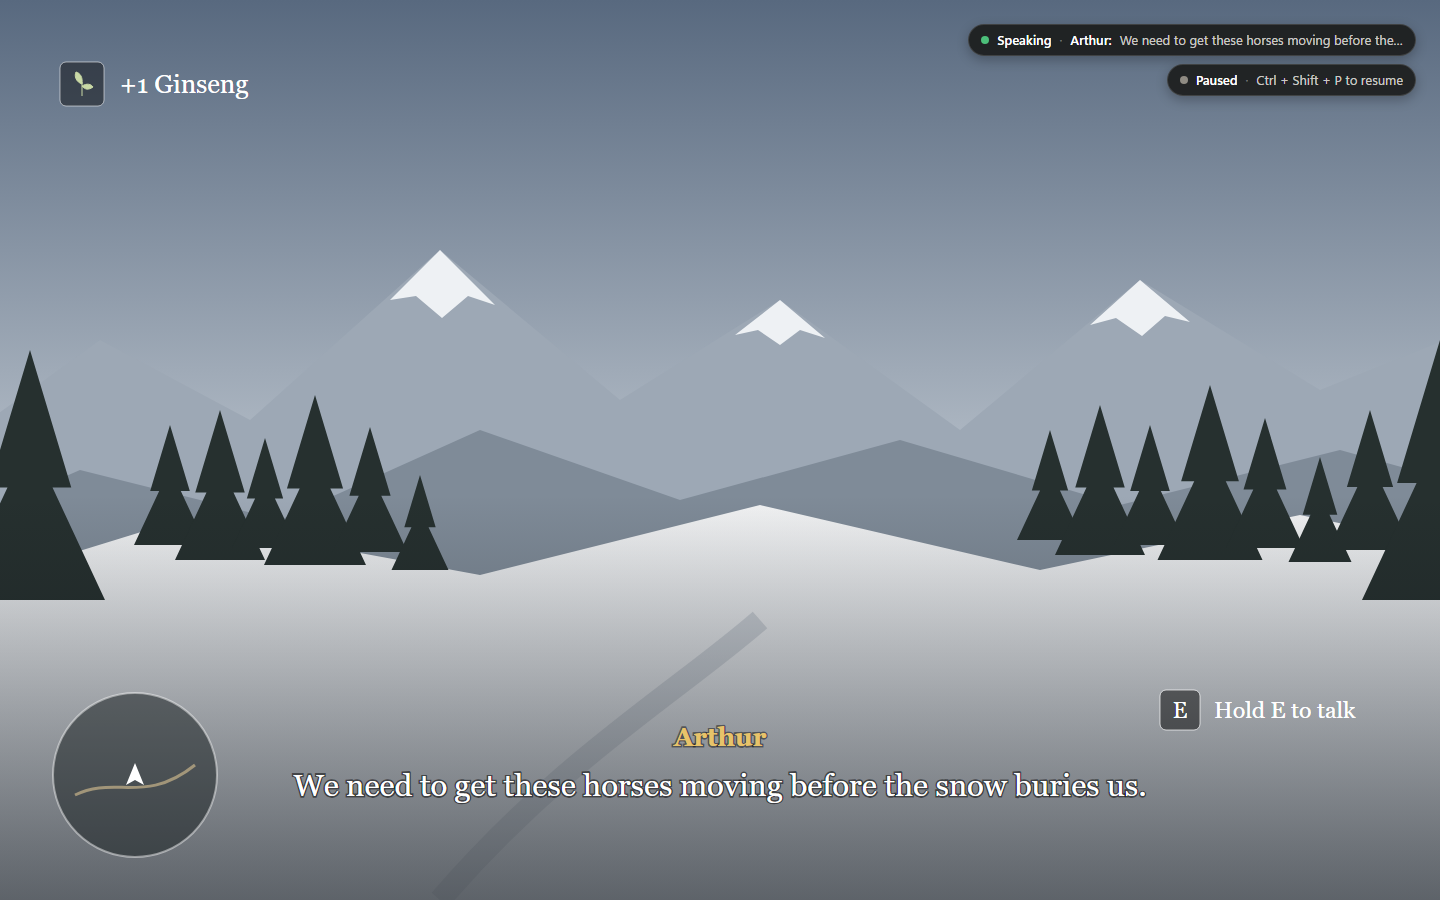 Speaking · Arthur: We need to get these horses moving before the...
Paused · Ctrl + Shift + P to resume
+1 Ginseng
E Hold E to talk
Arthur
We need to get these horses moving before the snow buries us.